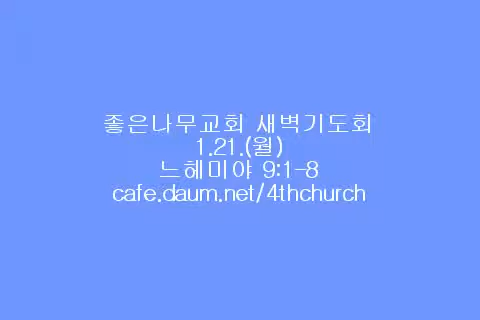 좋은나무교회 새벽기도회
1.21.(월)
느헤미야 9:1-8
cafe.daum.net/4thchurch